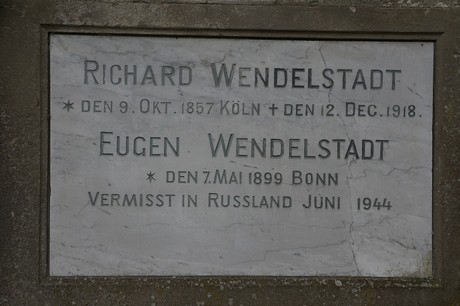 RICHARD WENDELSTADT
* DEN 9. OKT. 1857 KÖLN † DEN 12. DEC. 1918.
EUGEN WENDELSTADT
* DEN 7. MAI 1899 BONN
VERMISST IN RUSSLAND JUNI 1944